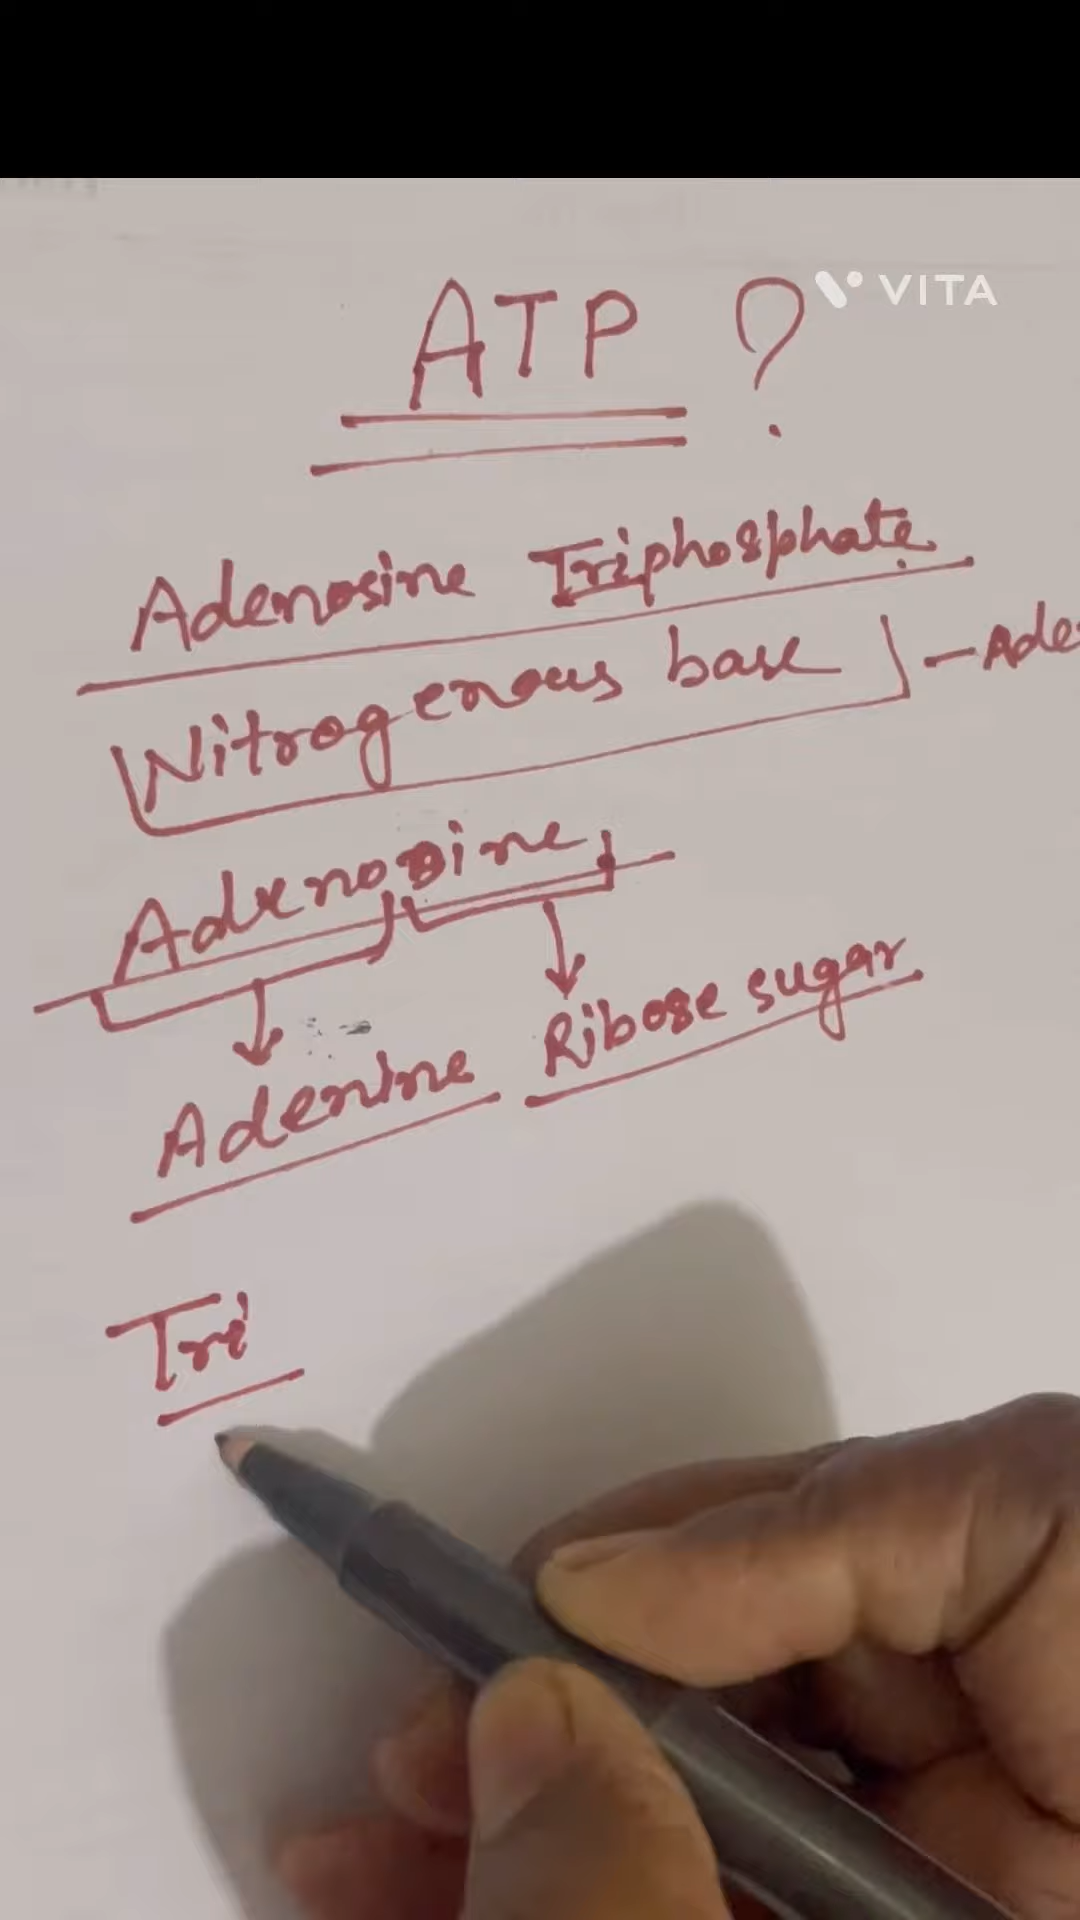 VITA
ATP ?
Adenosine Triphosphate
Nitrogenous base - Ade
Adenosine
Adenine Ribose sugar
Tri